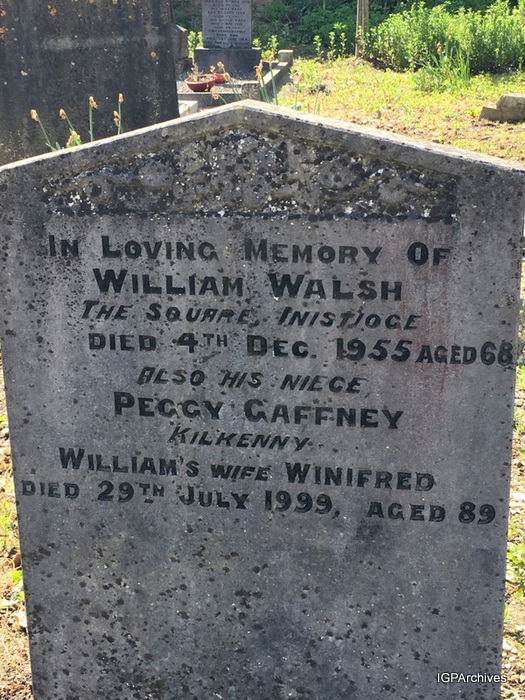 In Loving Memory Of
William Walsh
The Square, Inistioge
Died 4th Dec. 1955 aged 68
Also his niece
Peggy Gaffney
Kilkenny
William's wife Winifred
Died 29th July 1999, aged 89
IGPArchives